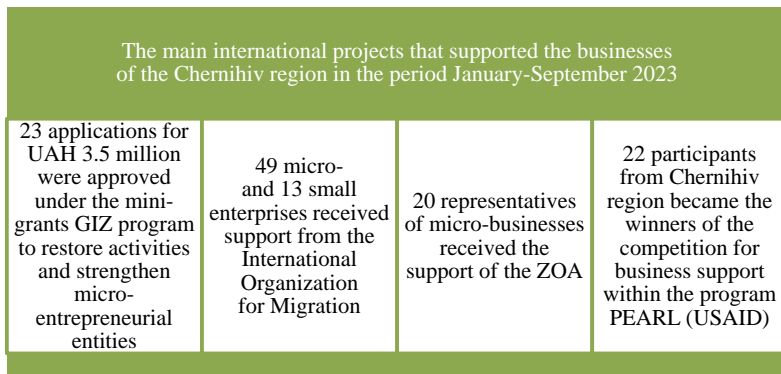 The main international projects that supported the businesses
of the Chernihiv region in the period January-September 2023
23 applications for
UAH 3.5 million
were approved
under the mini-
grants GIZ program
to restore activities
and strengthen
micro-
entrepreneurial
entities
49 micro-
and 13 small
enterprises received
support from the
International
Organization
for Migration
20 representatives
of micro-businesses
received the
support of the ZOA
22 participants
from Chernihiv
region became the
winners of the
competition for
business support
within the program
PEARL (USAID)